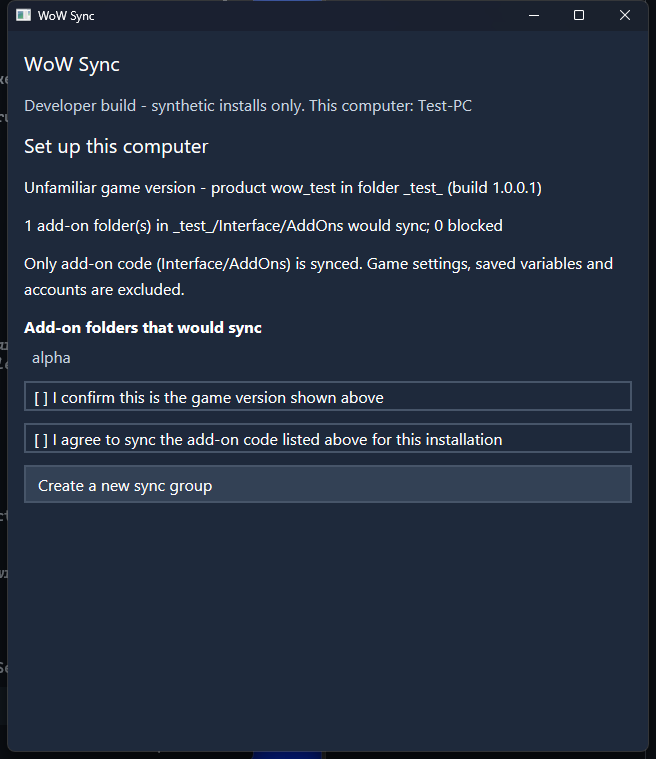 WoW Sync
WoW Sync
Developer build - synthetic installs only. This computer: Test-PC
Set up this computer
Unfamiliar game version - product wow_test in folder _test_ (build 1.0.0.1)
1 add-on folder(s) in _test_/Interface/AddOns would sync; 0 blocked
Only add-on code (Interface/AddOns) is synced. Game settings, saved variables and
accounts are excluded.
Add-on folders that would sync
alpha
[ ] I confirm this is the game version shown above
[ ] I agree to sync the add-on code listed above for this installation
Create a new sync group